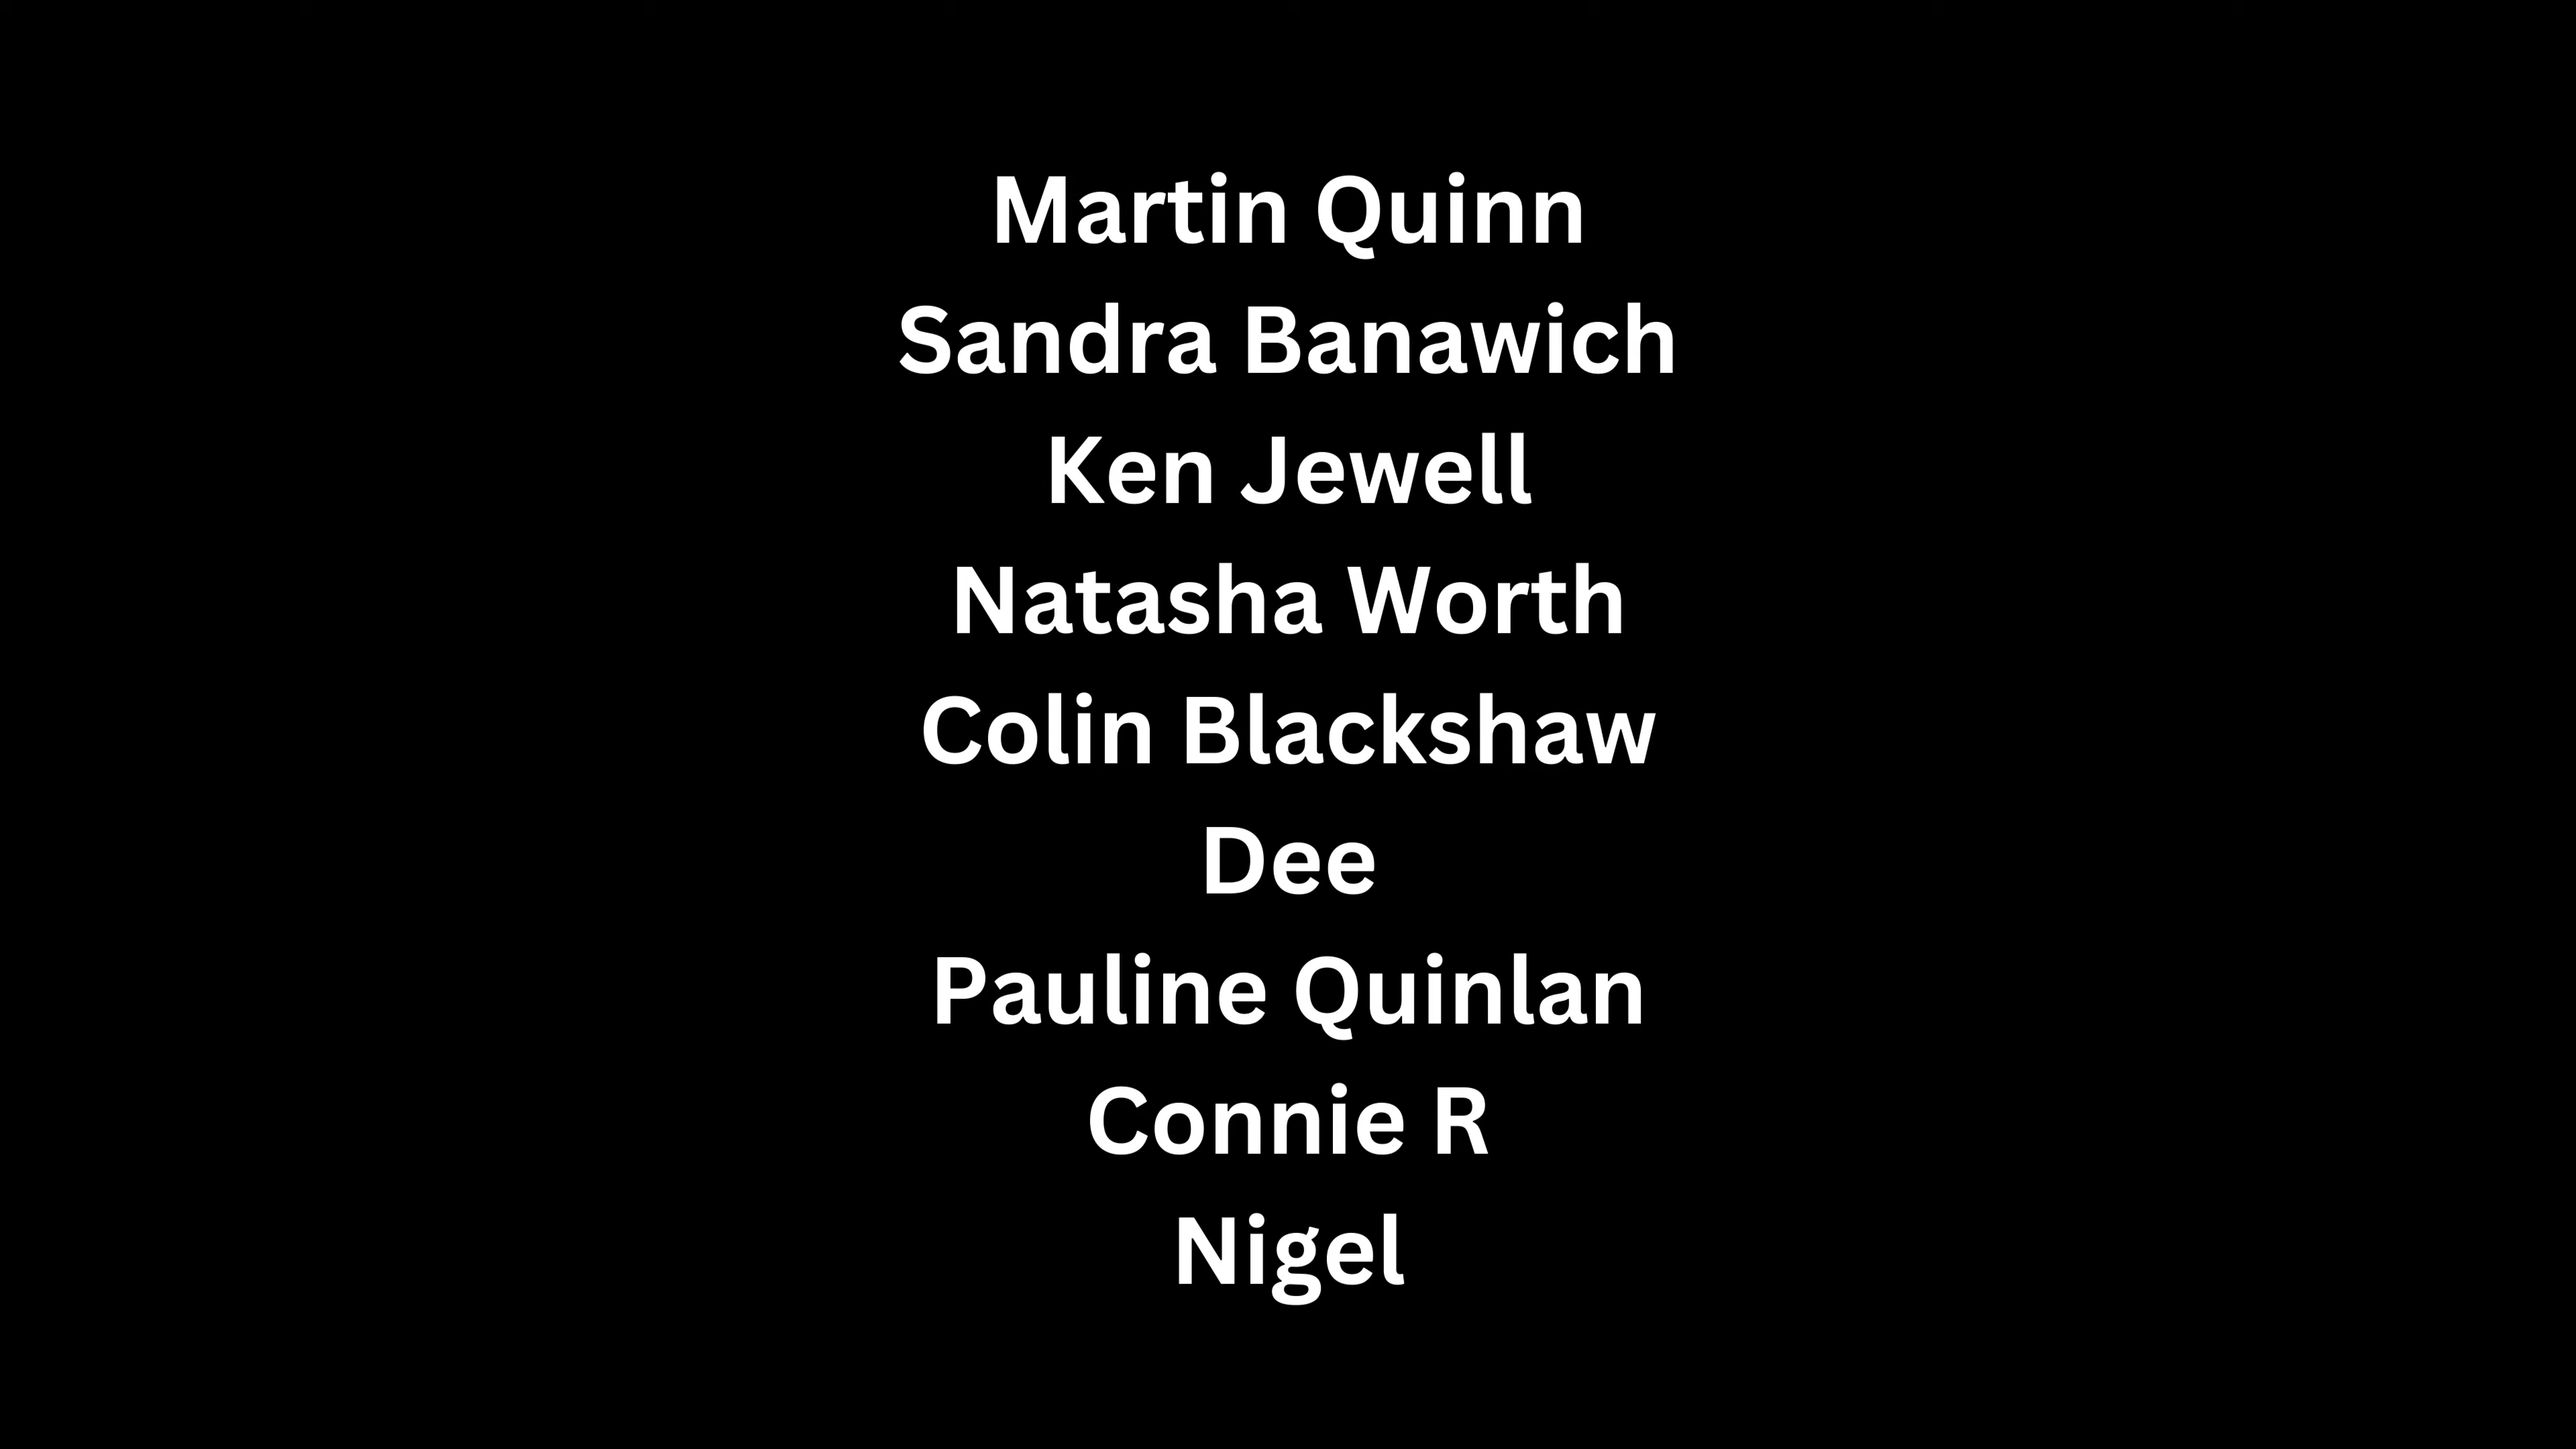 Martin Quinn
Sandra Banawich
Ken Jewell
Natasha Worth
Colin Blackshaw
Dee
Pauline Quinlan
Connie R
Nigel